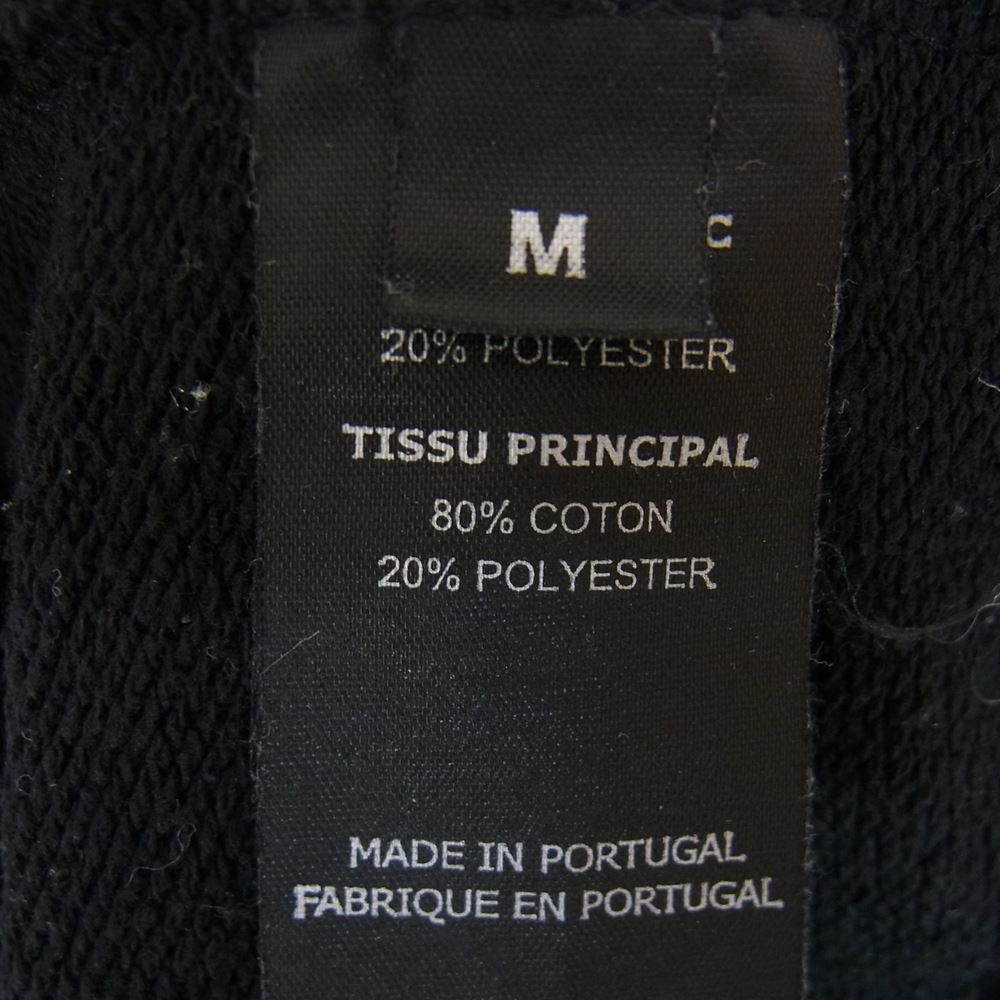 M
C
20% POLYESTER
TISSU PRINCIPAL
80% COTON
20% POLYESTER
MADE IN PORTUGAL
FABRIQUE EN PORTUGAL